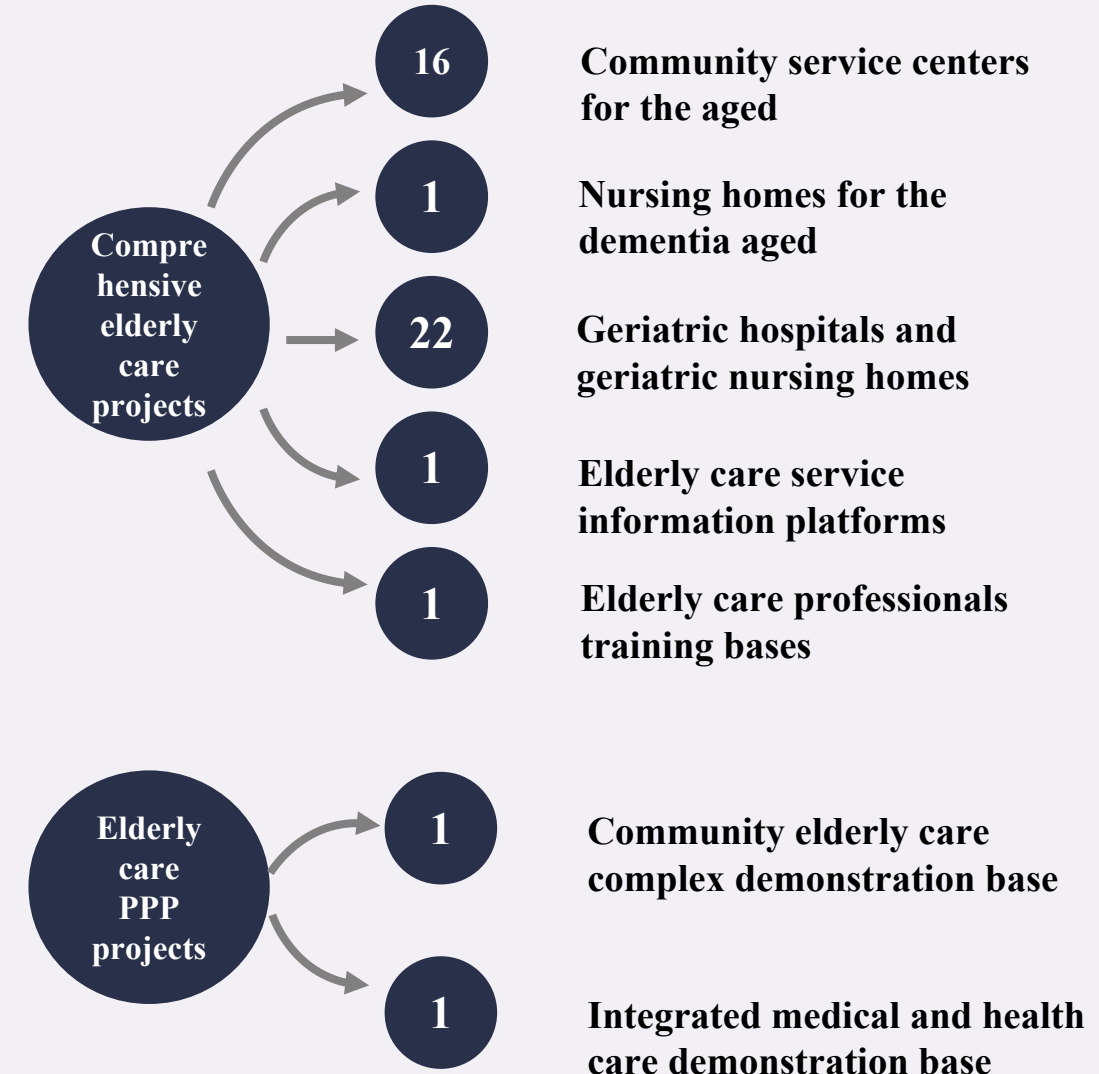 16
Community service centers
for the aged
1
Nursing homes for the
dementia aged
Compre
hensive
elderly
care
projects
22
Geriatric hospitals and
geriatric nursing homes
1
Elderly care service
information platforms
1
Elderly care professionals
training bases
Elderly
care
PPP
projects
1
Community elderly care
complex demonstration base
1
Integrated medical and health
care demonstration base